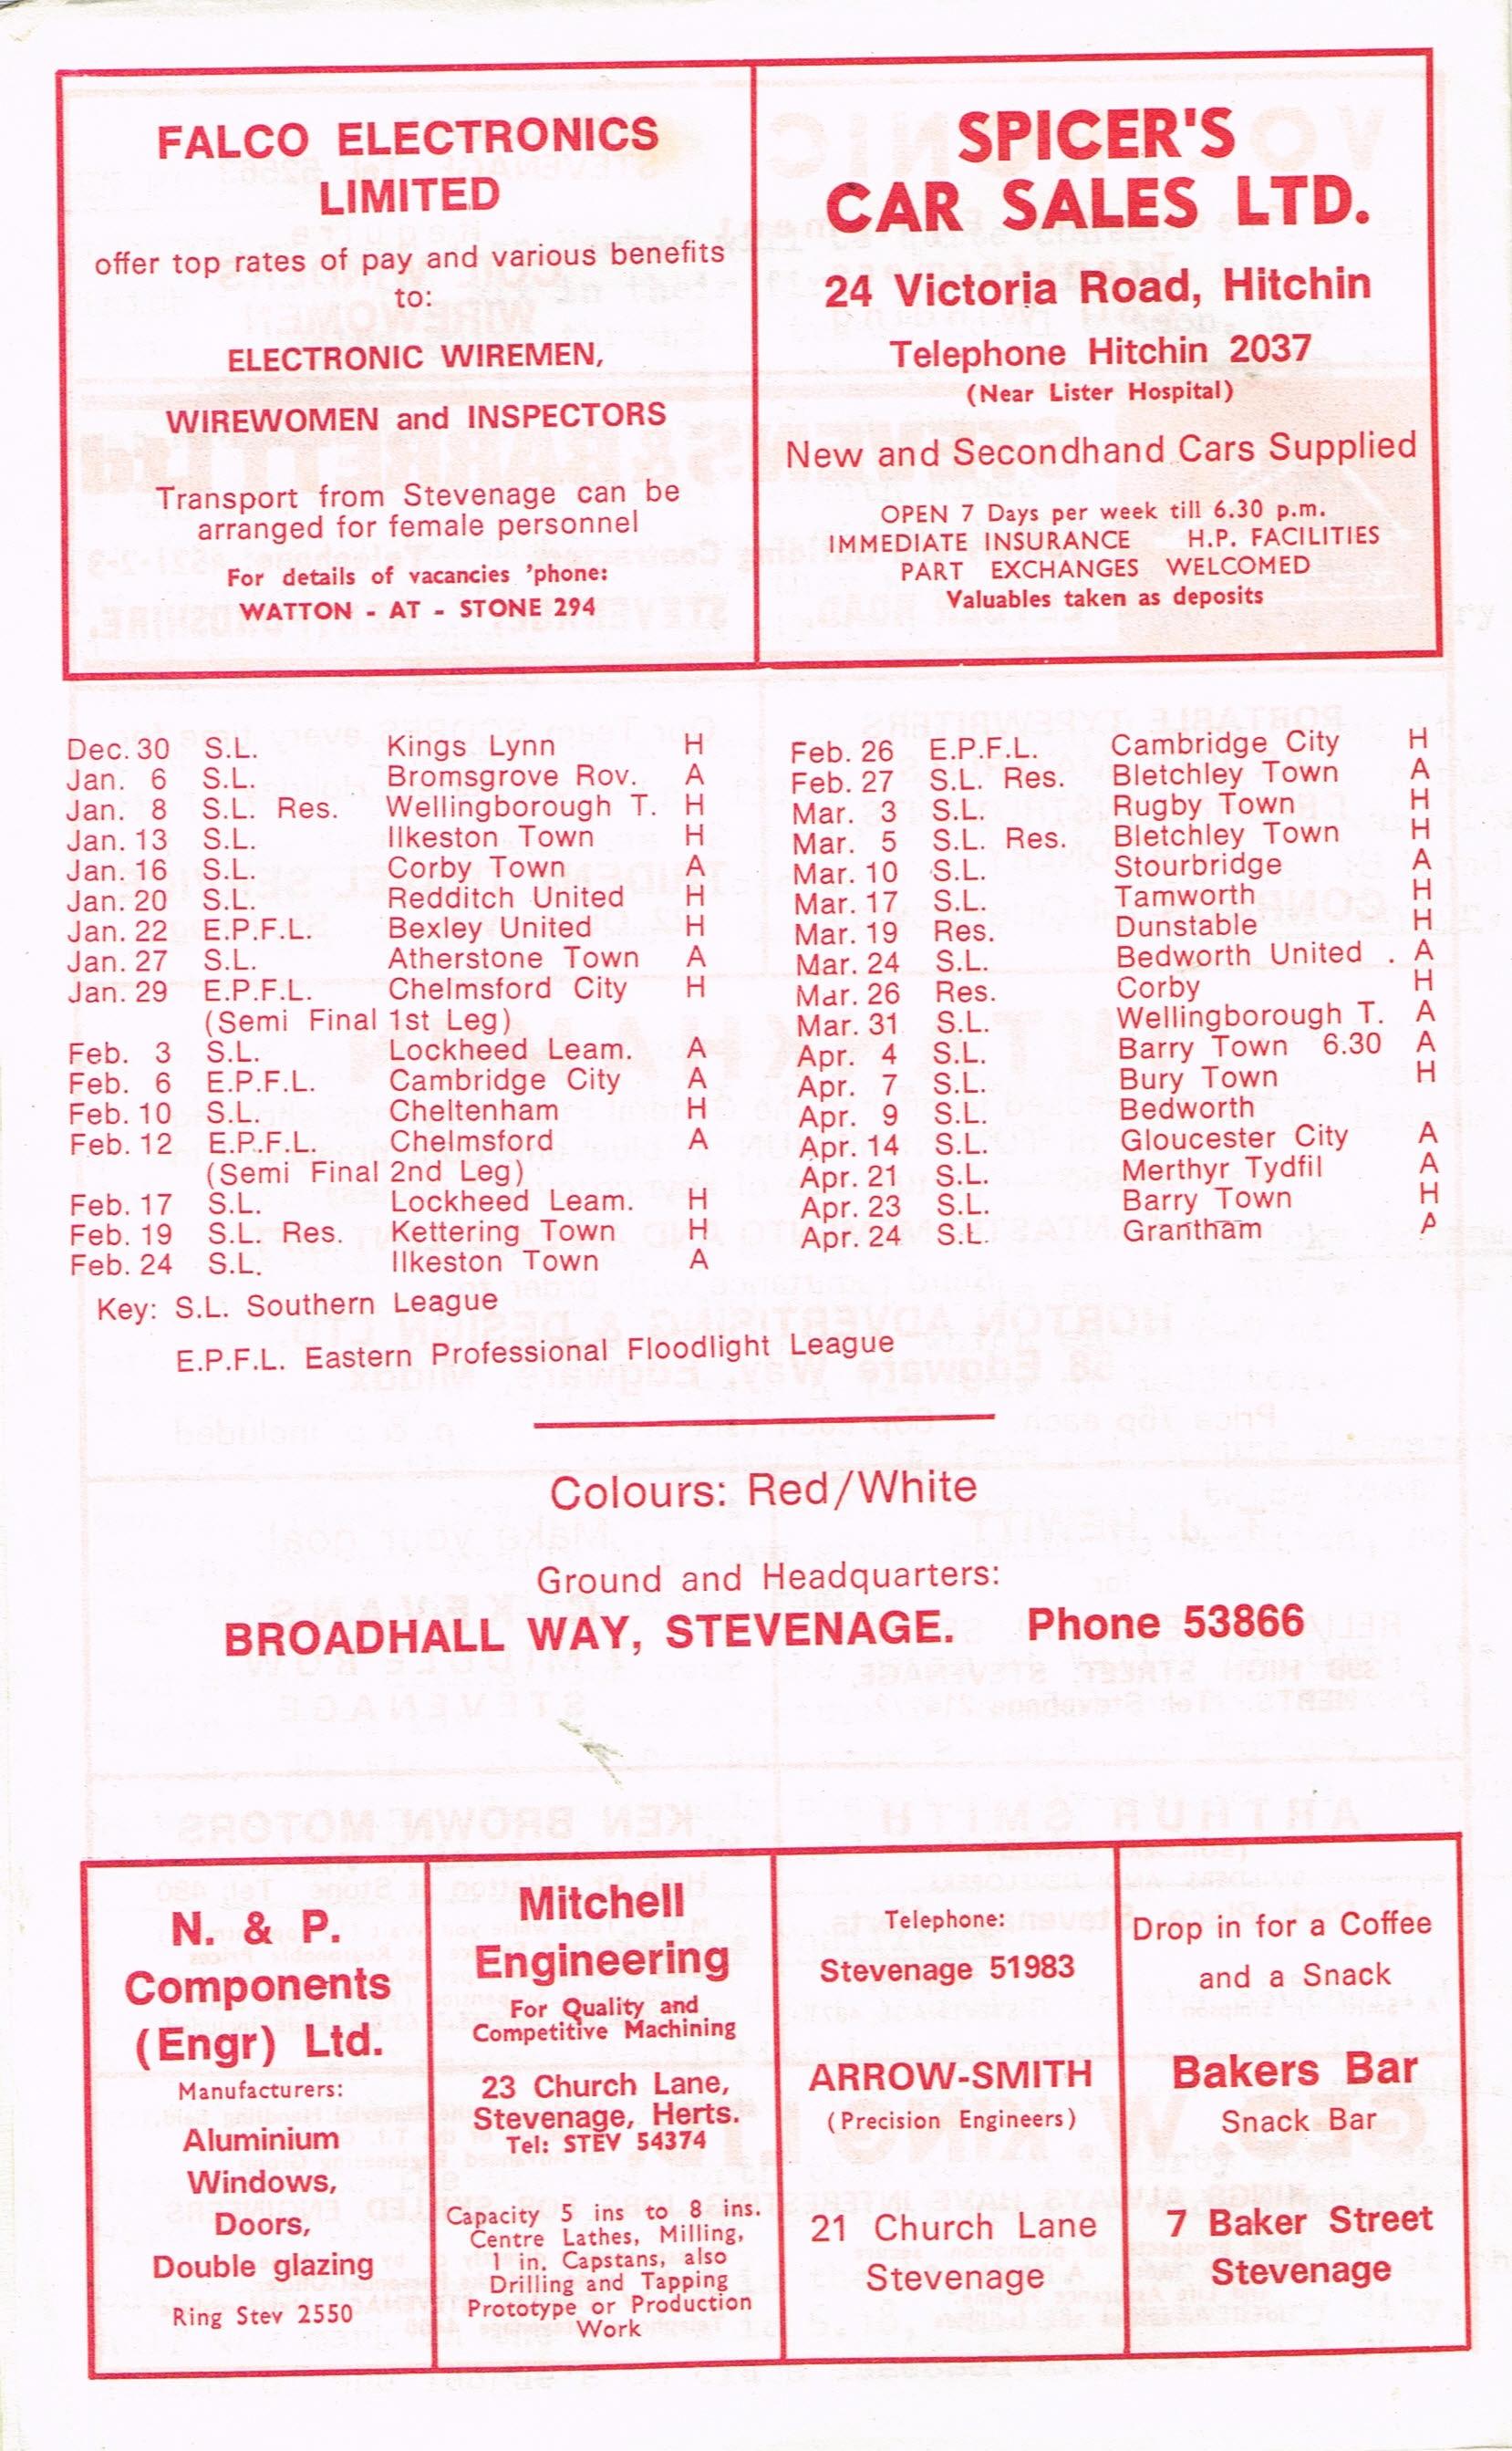 FALCO ELECTRONICS
LIMITED
offer top rates of pay and various benefits
to:
ELECTRONIC WIREMEN,
WIREWOMEN and INSPECTORS
Transport from Stevenage can be
arranged for female personnel
For details of vacancies 'phone:
WATTON - AT - STONE 294
SPICER'S
CAR SALES LTD.
24 Victoria Road, Hitchin
Telephone Hitchin 2037
(Near Lister Hospital)
New and Secondhand Cars Supplied
OPEN 7 Days per week till 6.30 p.m.
IMMEDIATE INSURANCE H.P. FACILITIES
PART EXCHANGES WELCOMED
Valuables taken as deposits
Dec. 30 S.L. Kings Lynn H
Jan. 6 S.L. Bromsgrove Rov. A
Jan. 8 S.L. Res. Wellingborough T. H
Jan. 13 S.L. Ilkeston Town H
Jan. 16 S.L. Corby Town A
Jan. 20 S.L. Redditch United H
Jan. 22 E.P.F.L. Bexley United H
Jan. 27 S.L. Atherstone Town A
Jan. 29 E.P.F.L. Chelmsford City H
(Semi Final 1st Leg)
Feb. 3 S.L. Lockheed Leam. A
Feb. 6 E.P.F.L. Cambridge City A
Feb. 10 S.L. Cheltenham H
Feb. 12 E.P.F.L. Chelmsford A
(Semi Final 2nd Leg)
Feb. 17 S.L. Lockheed Leam. H
Feb. 19 S.L. Res. Kettering Town H
Feb. 24 S.L. Ilkeston Town A
Feb. 26 E.P.F.L. Cambridge City H
Feb. 27 S.L. Res. Bletchley Town A
Mar. 3 S.L. Rugby Town H
Mar. 5 S.L. Res. Bletchley Town H
Mar. 10 S.L. Stourbridge A
Mar. 17 S.L. Tamworth H
Mar. 19 Res. Dunstable H
Mar. 24 S.L. Bedworth United . A
Mar. 26 Res. Corby H
Mar. 31 S.L. Wellingborough T. A
Apr. 4 S.L. Barry Town 6.30 A
Apr. 7 S.L. Bury Town H
Apr. 9 S.L. Bedworth
Apr. 14 S.L. Gloucester City A
Apr. 21 S.L. Merthyr Tydfil A
Apr. 23 S.L. Barry Town H
Apr. 24 S.L. Grantham A
Key: S.L. Southern League
E.P.F.L. Eastern Professional Floodlight League
Colours: Red/White
Ground and Headquarters:
BROADHALL WAY, STEVENAGE. Phone 53866
N. & P.
Components
(Engr) Ltd.
Manufacturers:
Aluminium
Windows,
Doors,
Double glazing
Ring Stev 2550
Mitchell
Engineering
For Quality and
Competitive Machining
23 Church Lane,
Stevenage, Herts.
Tel: STEV 54374
Capacity 5 ins to 8 ins.
Centre Lathes, Milling,
1 in. Capstans, also
Drilling and Tapping
Prototype or Production
Work
Telephone:
Stevenage 51983
ARROW-SMITH
(Precision Engineers)
21 Church Lane
Stevenage
Drop in for a Coffee
and a Snack
Bakers Bar
Snack Bar
7 Baker Street
Stevenage